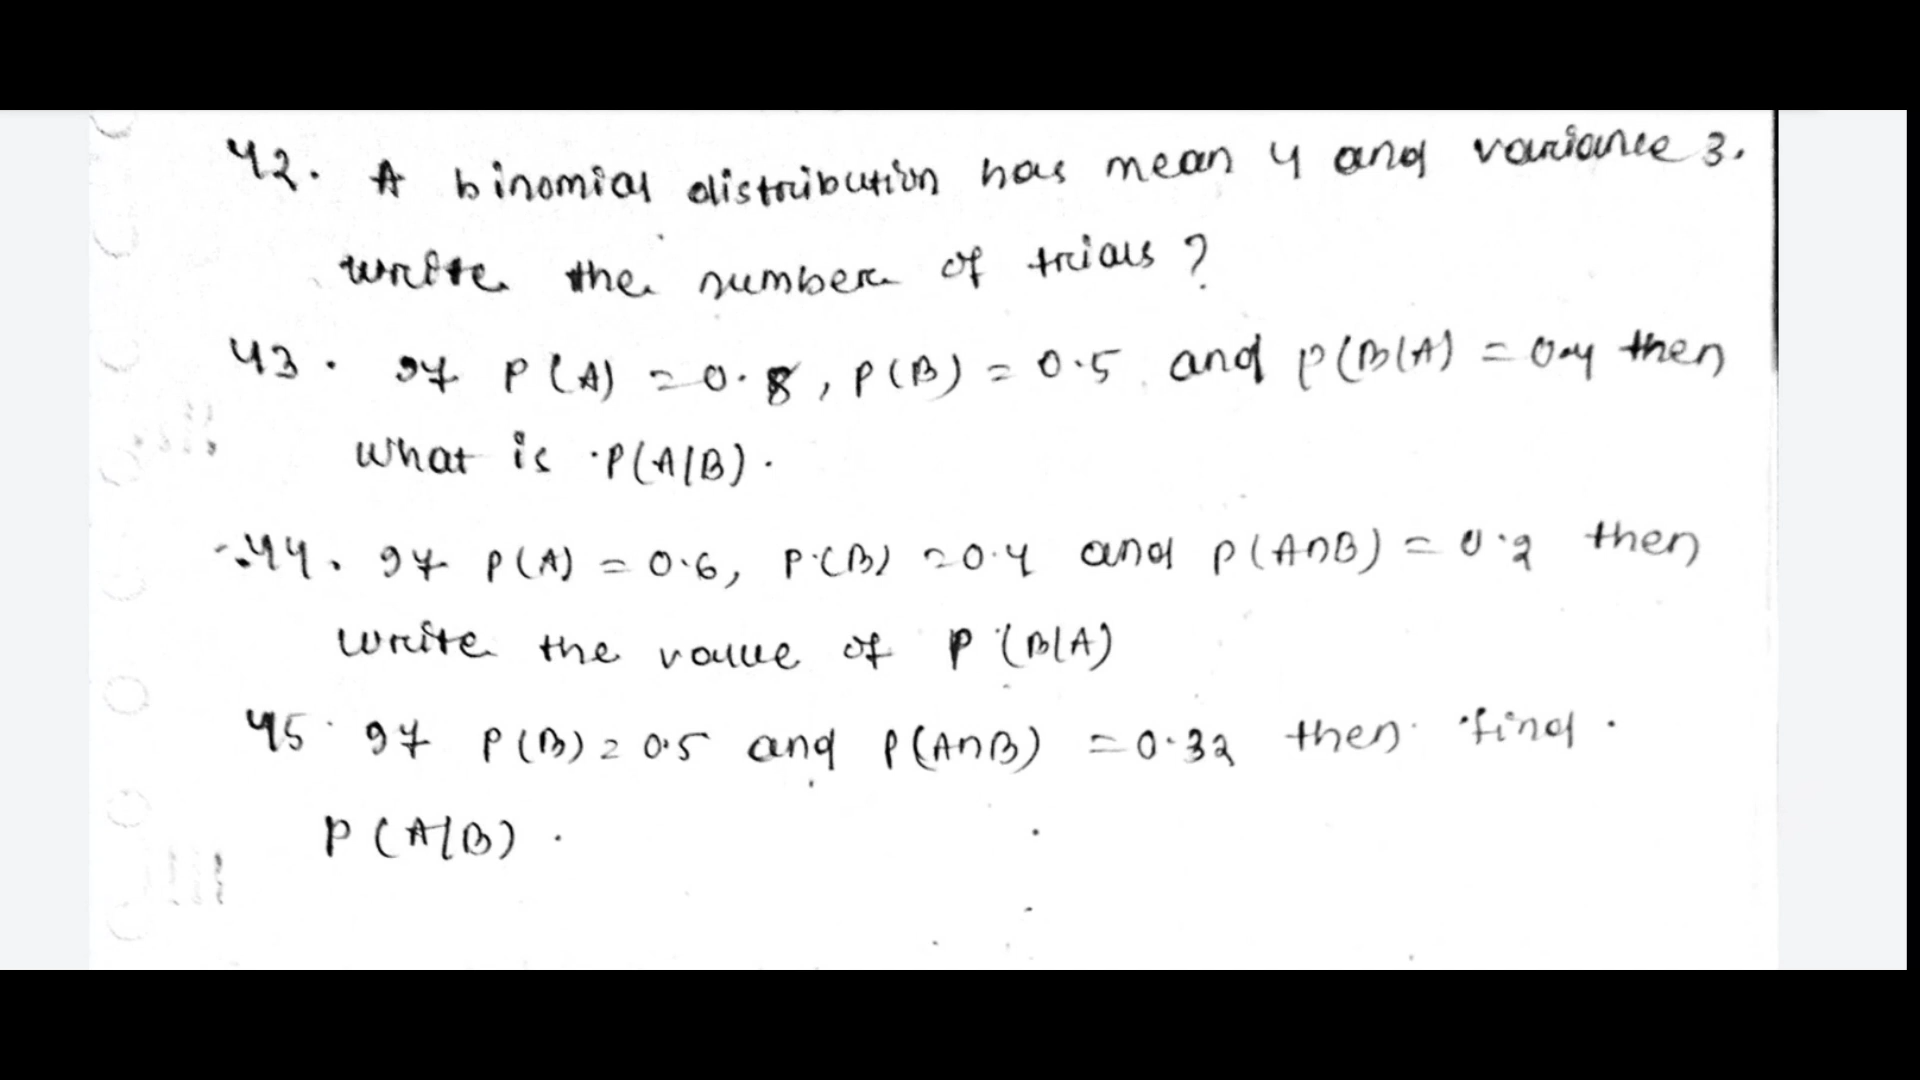 42. A binomial distribution has mean 4 and variance 3.
write the number of trials ?
43. If P(A) = 0.8, P(B) = 0.5 and P(B|A) = 0.4 then
what is P(A|B).
44. If P(A) = 0.6, P(B) = 0.4 and P(A∩B) = 0.2 then
write the value of P(B|A)
45. If P(B) = 0.5 and P(A∩B) = 0.32 then find.
P(A|B).